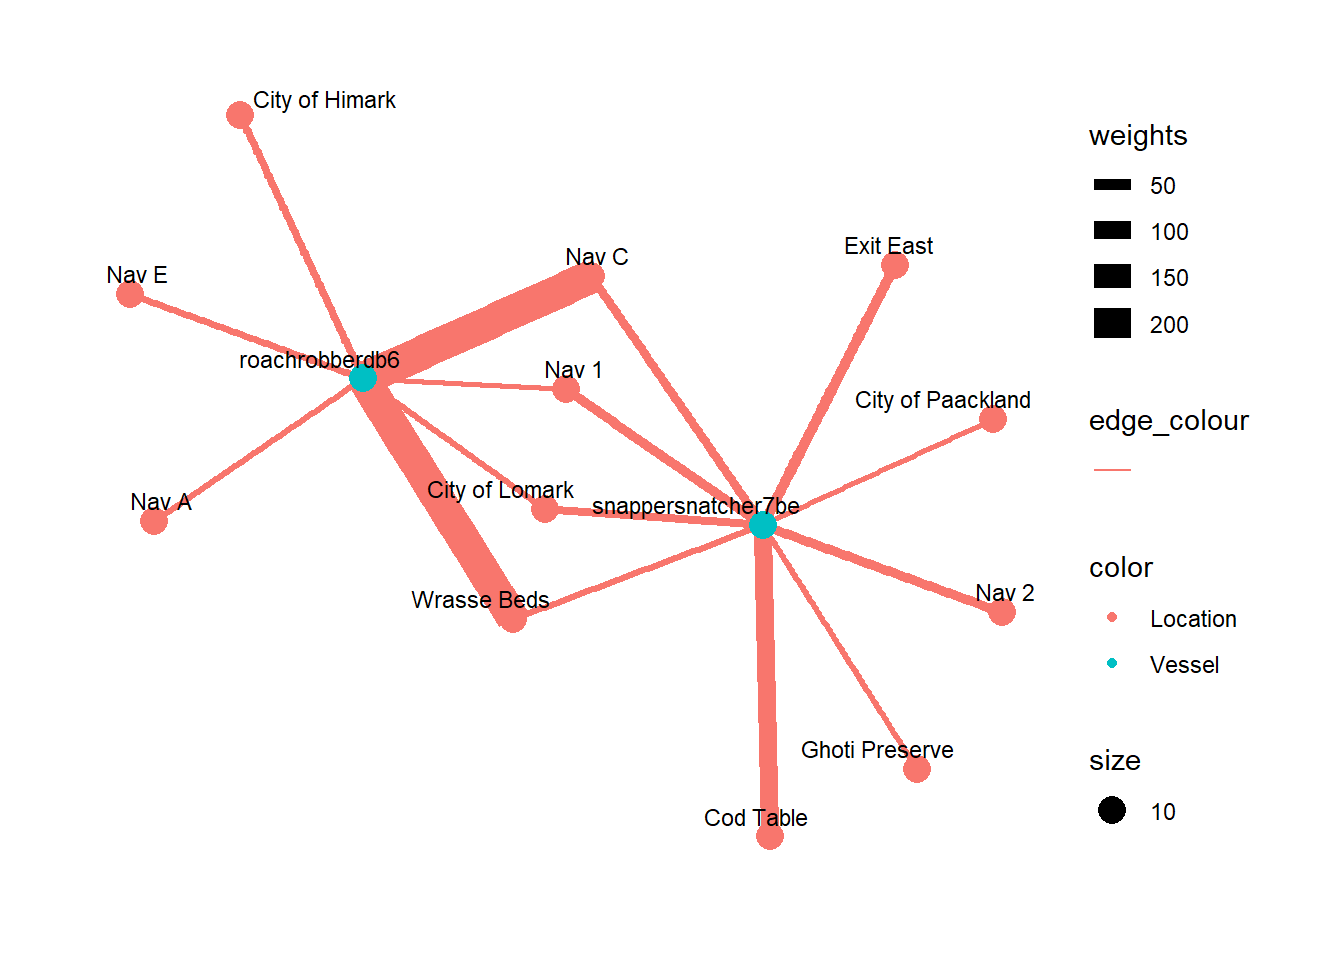 City of Himark
Nav E
Nav C
Exit East
roachrobberdb6
Nav 1
City of Paackland
Nav A
City of Lomark
snappersnatcher7be
Wrasse Beds
Nav 2
Ghoti Preserve
Cod Table
weights
50
100
150
200
edge_colour
color
Location
Vessel
size
10